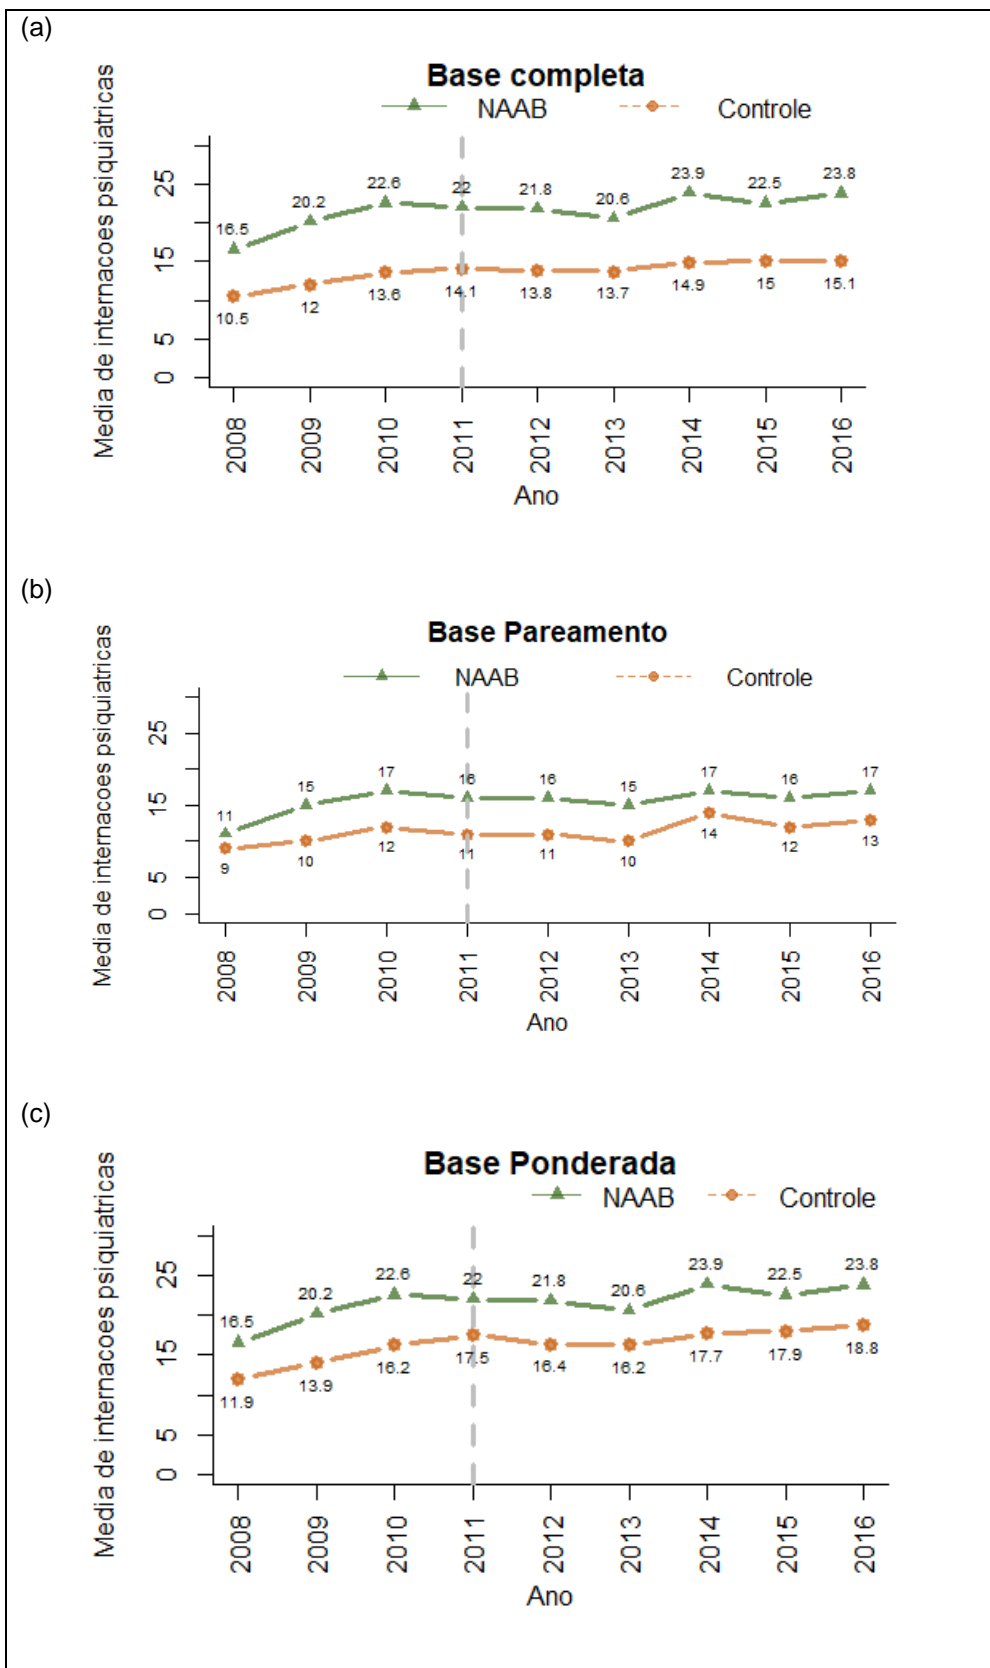 (a)
Base completa
NAAB Controle
Media de internacoes psiquiatricas
25
15
5
0
16.5 20.2 22.6 22 21.8 20.6 23.9 22.5 23.8
10.5 12 13.6 14.1 13.8 13.7 14.9 15 15.1
2008 2009 2010 2011 2012 2013 2014 2015 2016
Ano
(b)
Base Pareamento
NAAB Controle
Media de internacoes psiquiatricas
25
15
5
0
11 15 17 16 16 15 17 16 17
9 10 12 11 11 10 14 12 13
2008 2009 2010 2011 2012 2013 2014 2015 2016
Ano
(c)
Base Ponderada
NAAB Controle
Media de internacoes psiquiatricas
25
15
5
0
16.5 20.2 22.6 22 21.8 20.6 23.9 22.5 23.8
11.9 13.9 16.2 17.5 16.4 16.2 17.7 17.9 18.8
2008 2009 2010 2011 2012 2013 2014 2015 2016
Ano